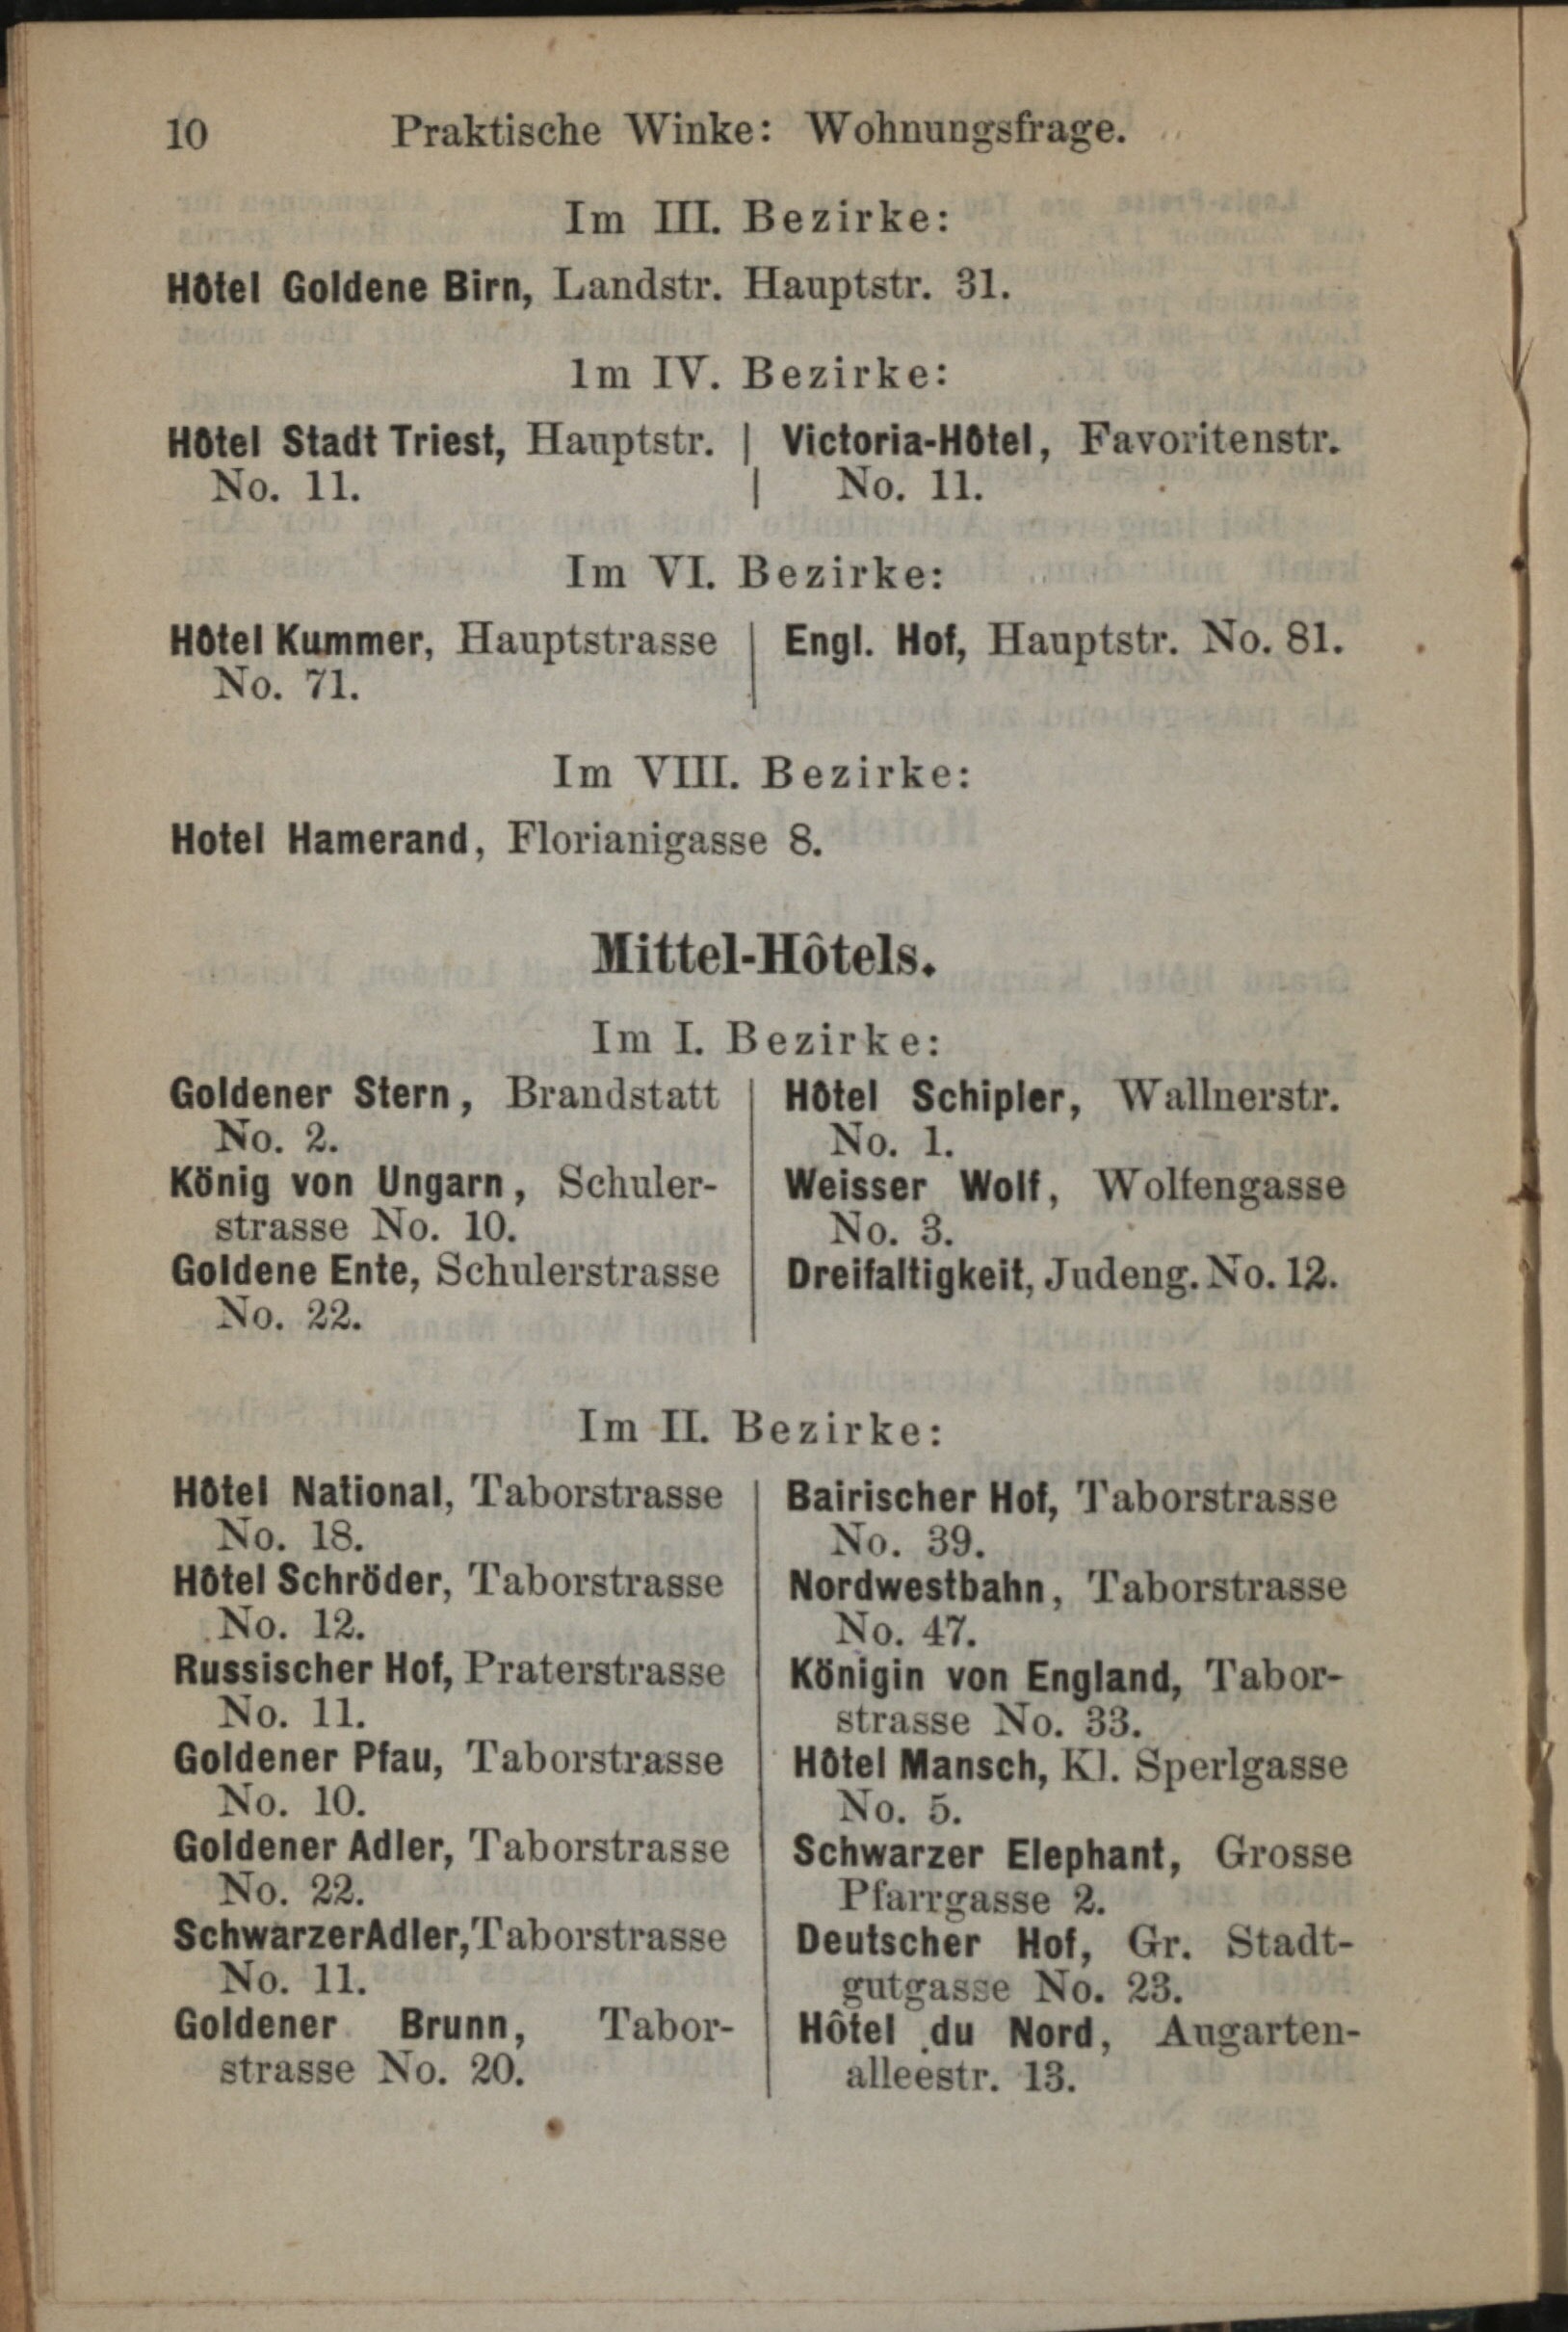 10
Praktische Winke: Wohnungsfrage.
Im III. Bezirke:
Hôtel Goldene Birn, Landstr. Hauptstr. 31.
1m IV. Bezirke:
Hôtel Stadt Triest, Hauptstr.
No. 11.
Victoria-Hôtel, Favoritenstr.
No. 11.
Im VI. Bezirke:
Hôtel Kummer, Hauptstrasse
No. 71.
Engl. Hof, Hauptstr. No. 81.
Im VIII. Bezirke:
Hotel Hamerand, Florianigasse 8.
Mittel-Hôtels.
Im I. Bezirke:
Goldener Stern, Brandstatt
No. 2.
König von Ungarn, Schuler-
strasse No. 10.
Goldene Ente, Schulerstrasse
No. 22.
Hôtel Schipler, Wallnerstr.
No. 1.
Weisser Wolf, Wolfengasse
No. 3.
Dreifaltigkeit, Judeng. No. 12.
Im II. Bezirke:
Hôtel National, Taborstrasse
No. 18.
Hôtel Schröder, Taborstrasse
No. 12.
Russischer Hof, Praterstrasse
No. 11.
Goldener Pfau, Taborstrasse
No. 10.
Goldener Adler, Taborstrasse
No. 22.
Schwarzer Adler, Taborstrasse
No. 11.
Goldener Brunn, Tabor-
strasse No. 20.
Bairischer Hof, Taborstrasse
No. 39.
Nordwestbahn, Taborstrasse
No. 47.
Königin von England, Tabor-
strasse No. 33.
Hôtel Mansch, Kl. Sperlgasse
No. 5.
Schwarzer Elephant, Grosse
Pfarrgasse 2.
Deutscher Hof, Gr. Stadt-
gutgasse No. 23.
Hôtel du Nord, Augarten-
alleestr. 13.